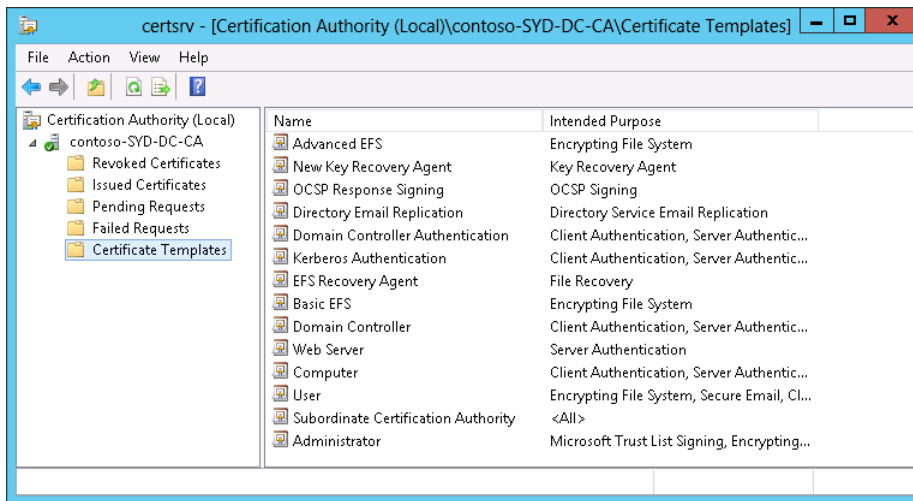 certsrv - [Certification Authority (Local)\contoso-SYD-DC-CA\Certificate Templates]
File Action View Help
Certification Authority (Local)
contoso-SYD-DC-CA
Revoked Certificates
Issued Certificates
Pending Requests
Failed Requests
Certificate Templates
Name Intended Purpose
Advanced EFS Encrypting File System
New Key Recovery Agent Key Recovery Agent
OCSP Response Signing OCSP Signing
Directory Email Replication Directory Service Email Replication
Domain Controller Authentication Client Authentication, Server Authentic...
Kerberos Authentication Client Authentication, Server Authentic...
EFS Recovery Agent File Recovery
Basic EFS Encrypting File System
Domain Controller Client Authentication, Server Authentic...
Web Server Server Authentication
Computer Client Authentication, Server Authentic...
User Encrypting File System, Secure Email, Cl...
Subordinate Certification Authority <All>
Administrator Microsoft Trust List Signing, Encrypting...